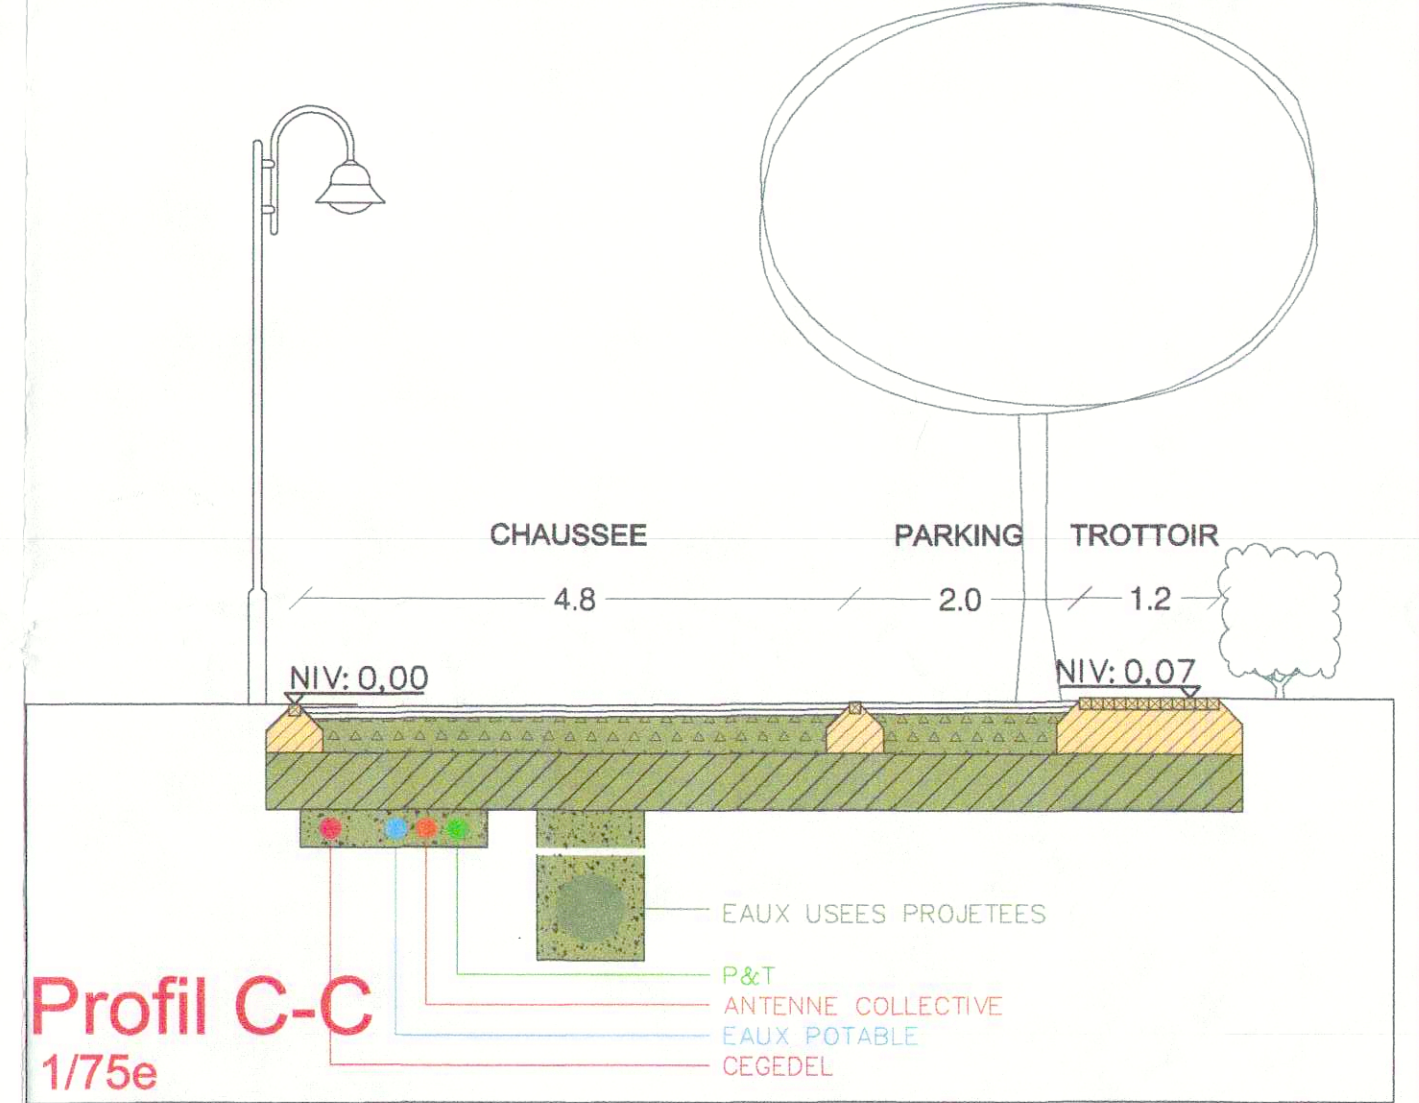 CHAUSSEE PARKING TROTTOIR
4.8 2.0 1.2
NIV: 0,00 NIV: 0,07
EAUX USEES PROJETEES
P&T
ANTENNE COLLECTIVE
EAUX POTABLE
CEGEDEL
Profil C-C
1/75e